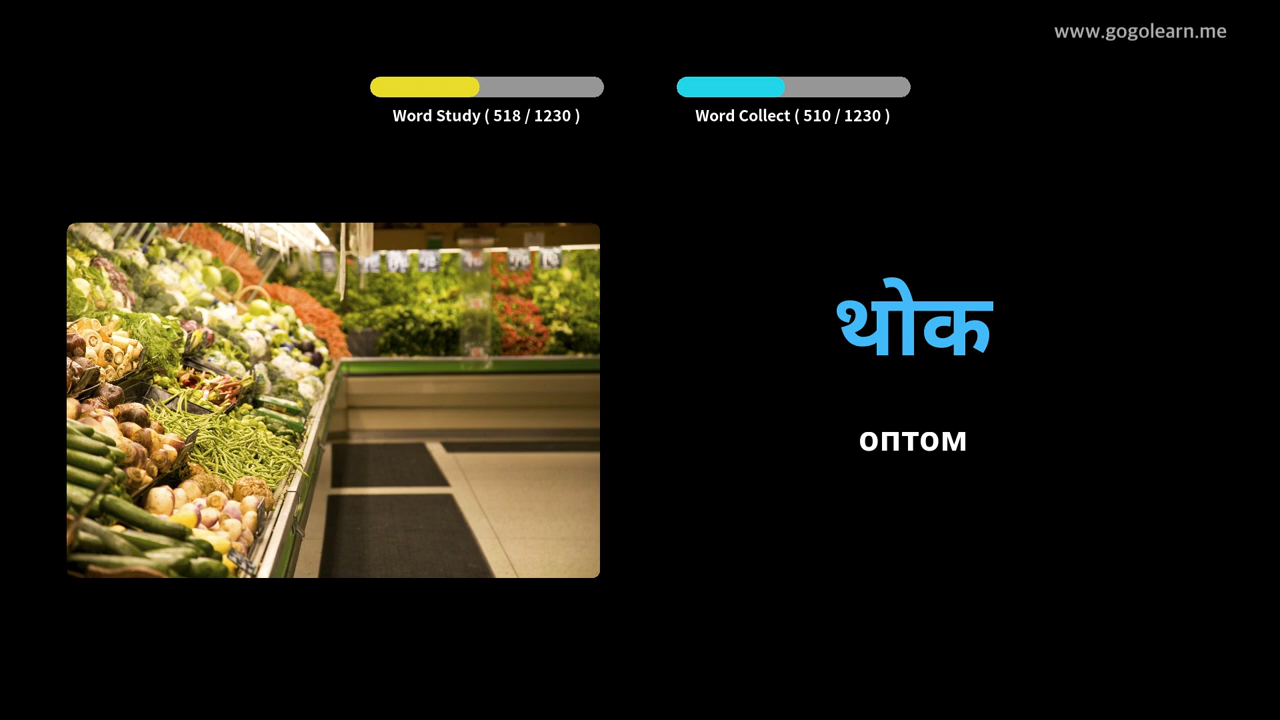 www.gogolearn.me
Word Study ( 518 / 1230 )
Word Collect ( 510 / 1230 )
थोक
оптом